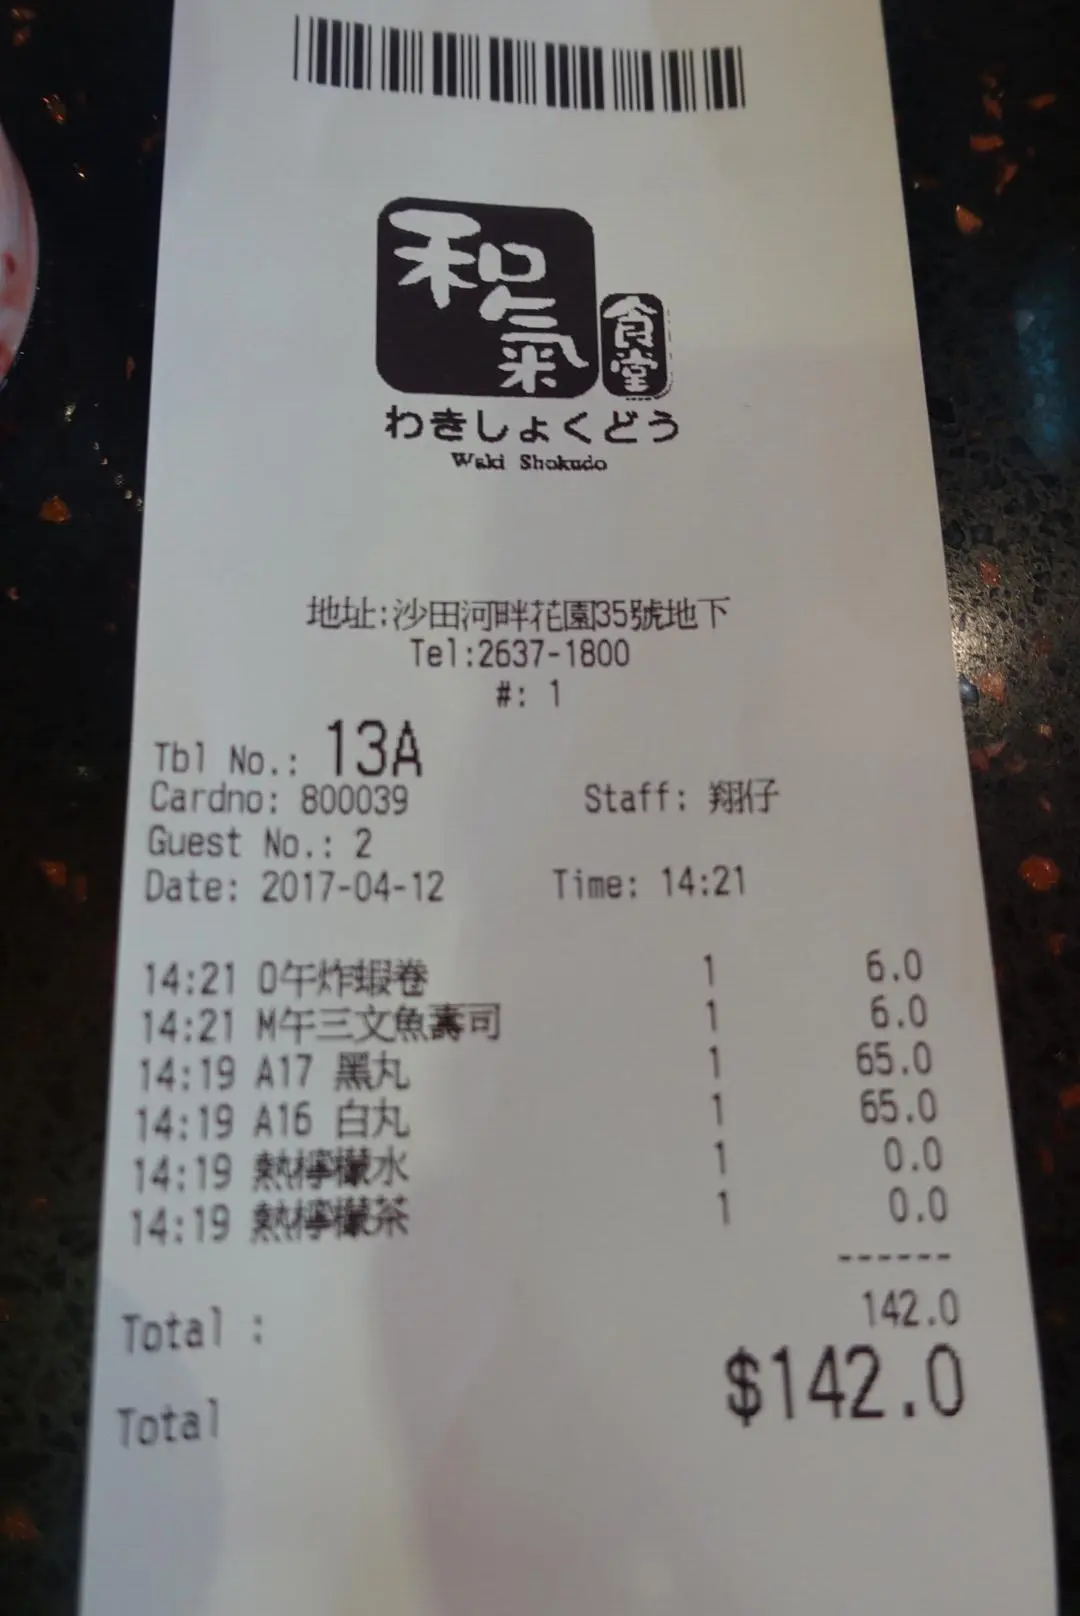 和氣
食堂
わきしょくどう
Waki Shokudo
地址:沙田河畔花園35號地下
Tel:2637-1800
#: 1
Tbl No.: 13A
Cardno: 800039 Staff: 翔仔
Guest No.: 2
Date: 2017-04-12 Time: 14:21
14:21 O午炸蝦卷 1 6.0
14:21 M午三文魚壽司 1 6.0
14:19 A17 黑丸 1 65.0
14:19 A16 白丸 1 65.0
14:19 熱檸檬水 1 0.0
14:19 熱檸檬茶 1 0.0
------
Total : 142.0
Total $142.0